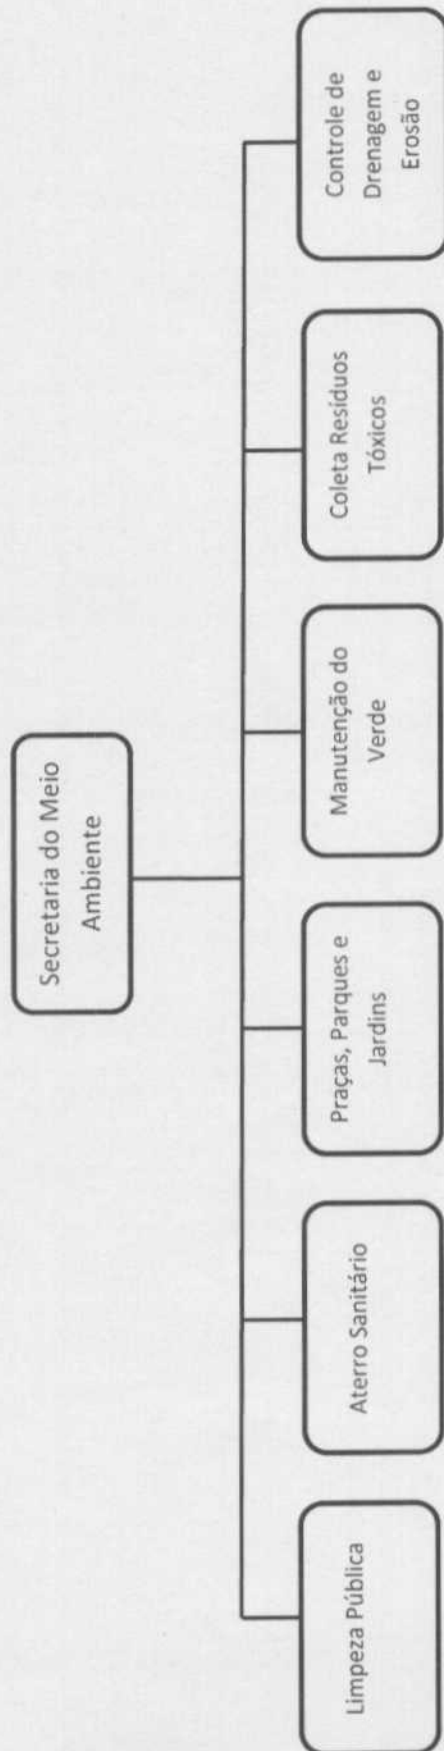 Secretaria do Meio
Ambiente
Limpeza Pública
Aterro Sanitário
Praças, Parques e
Jardins
Manutenção do
Verde
Coleta Resíduos
Tóxicos
Controle de
Drenagem e
Erosão